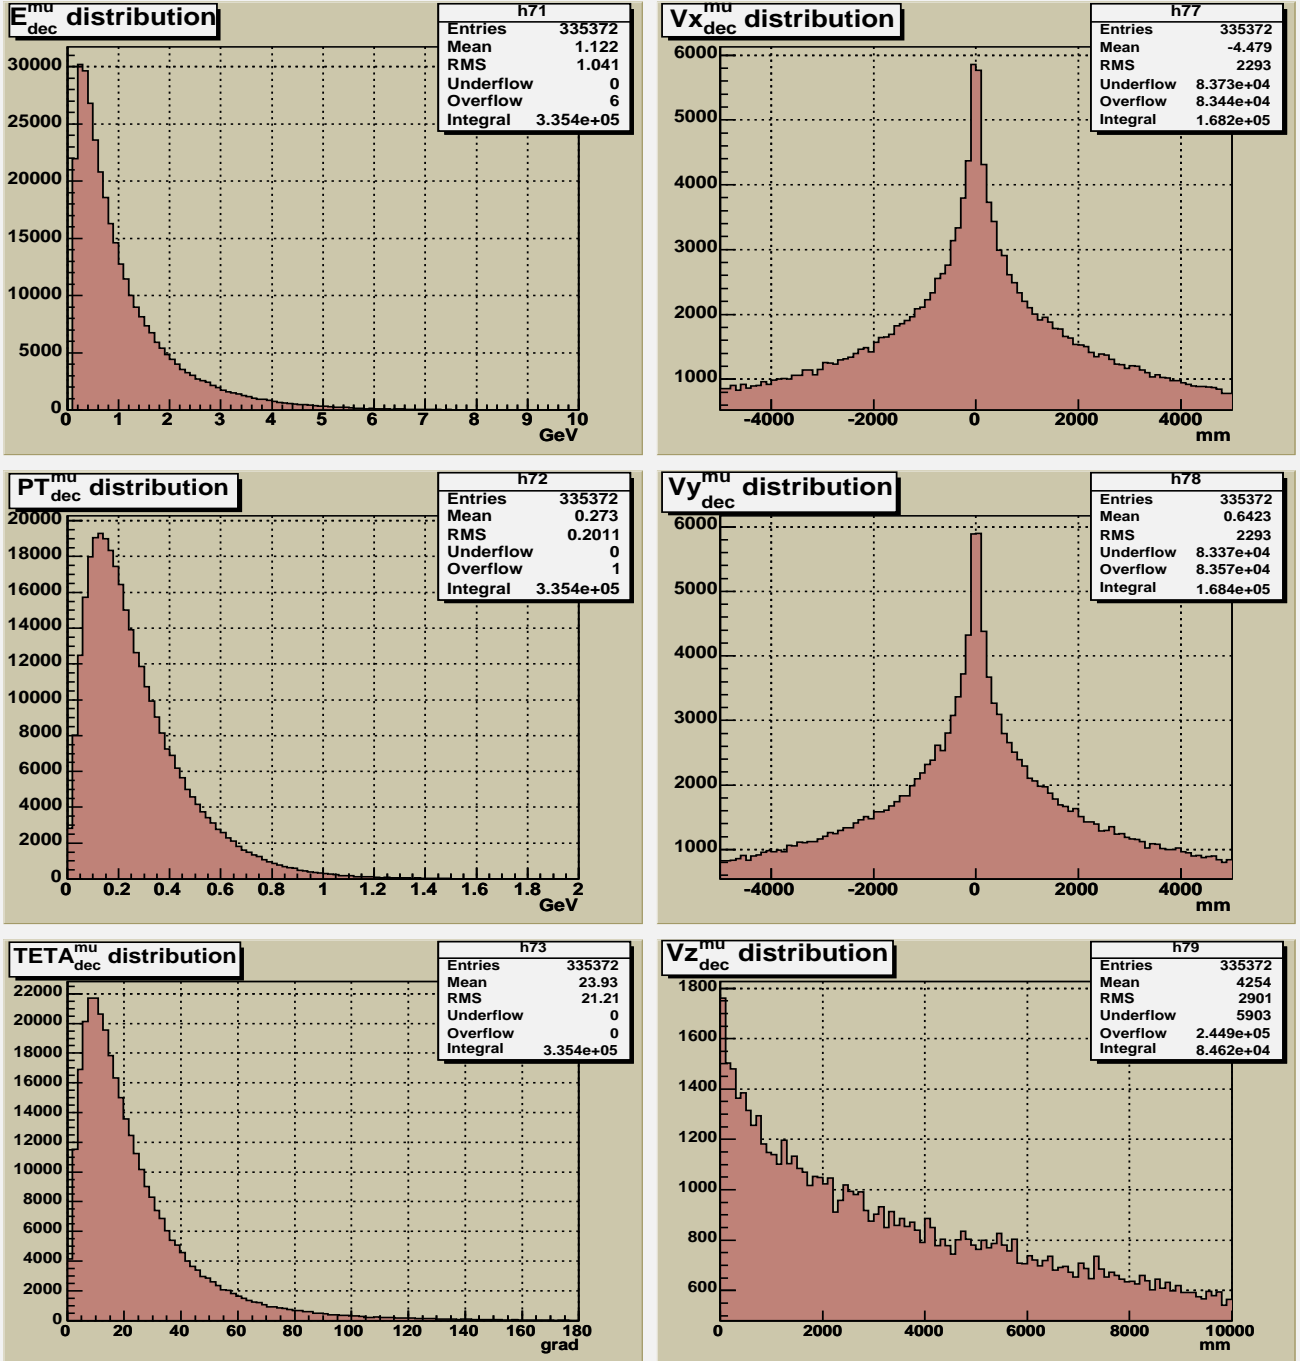 E^mu_dec distribution
h71
Entries 335372
Mean 1.122
RMS 1.041
Underflow 0
Overflow 6
Integral 3.354e+05
30000
25000
20000
15000
10000
5000
0
0 1 2 3 4 5 6 7 8 9 10
GeV
Vx^mu_dec distribution
h77
Entries 335372
Mean -4.479
RMS 2293
Underflow 8.373e+04
Overflow 8.344e+04
Integral 1.682e+05
6000
5000
4000
3000
2000
1000
-4000 -2000 0 2000 4000
mm
PT^mu_dec distribution
h72
Entries 335372
Mean 0.273
RMS 0.2011
Underflow 0
Overflow 1
Integral 3.354e+05
20000
18000
16000
14000
12000
10000
8000
6000
4000
2000
0
0 0.2 0.4 0.6 0.8 1 1.2 1.4 1.6 1.8 2
GeV
Vy^mu_dec distribution
h78
Entries 335372
Mean 0.6423
RMS 2293
Underflow 8.337e+04
Overflow 8.357e+04
Integral 1.684e+05
6000
5000
4000
3000
2000
1000
-4000 -2000 0 2000 4000
mm
TETA^mu_dec distribution
h73
Entries 335372
Mean 23.93
RMS 21.21
Underflow 0
Overflow 0
Integral 3.354e+05
22000
20000
18000
16000
14000
12000
10000
8000
6000
4000
2000
0
0 20 40 60 80 100 120 140 160 180
grad
Vz^mu_dec distribution
h79
Entries 335372
Mean 4254
RMS 2901
Underflow 5903
Overflow 2.449e+05
Integral 8.462e+04
1800
1600
1400
1200
1000
800
600
0 2000 4000 6000 8000 10000
mm